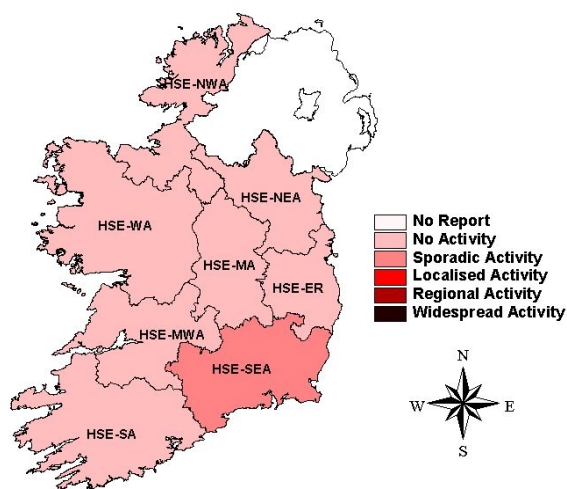 HSE-NWA
HSE-NEA
HSE-WA
HSE-MA
HSE-ER
HSE-MWA
HSE-SEA
HSE-SA
No Report
No Activity
Sporadic Activity
Localised Activity
Regional Activity
Widespread Activity
N
W E
S